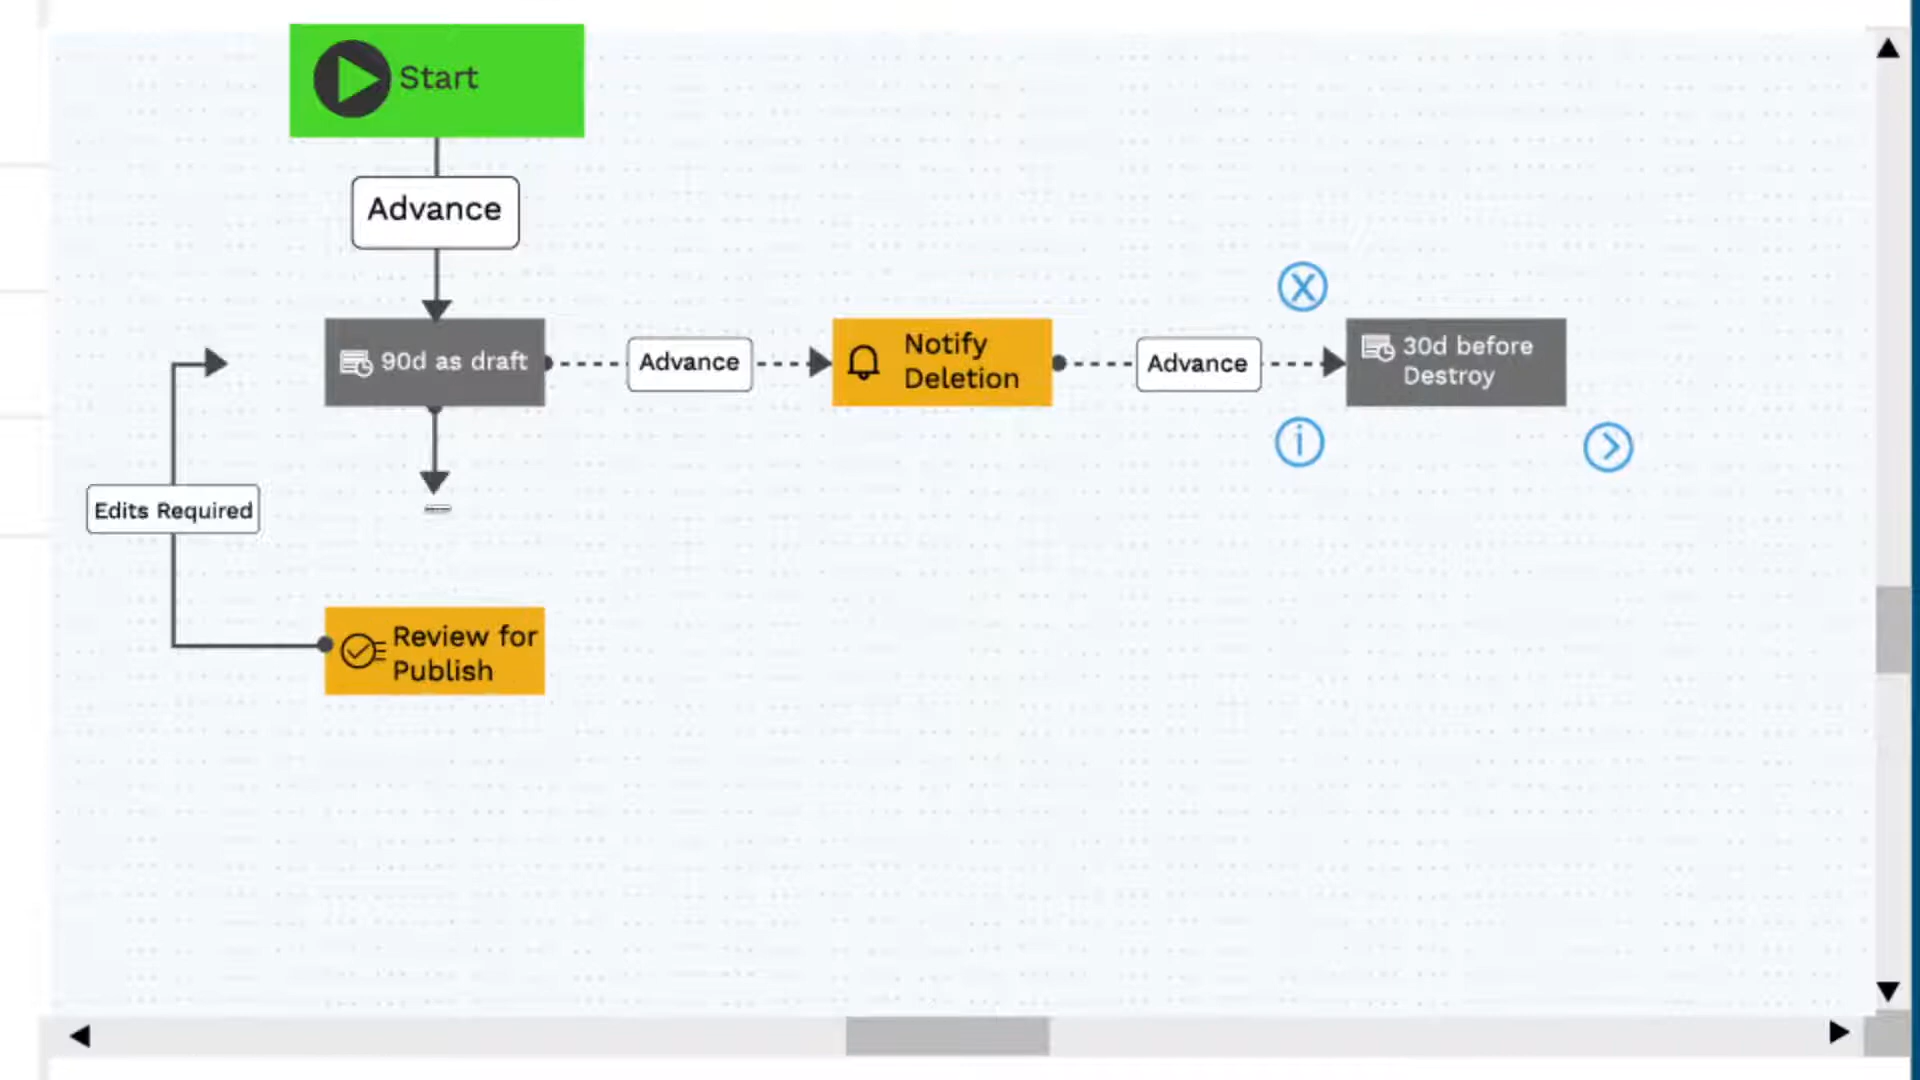 Start
Advance
90d as draft
Advance
Notify
Deletion
Advance
30d before
Destroy
Edits Required
Review for
Publish